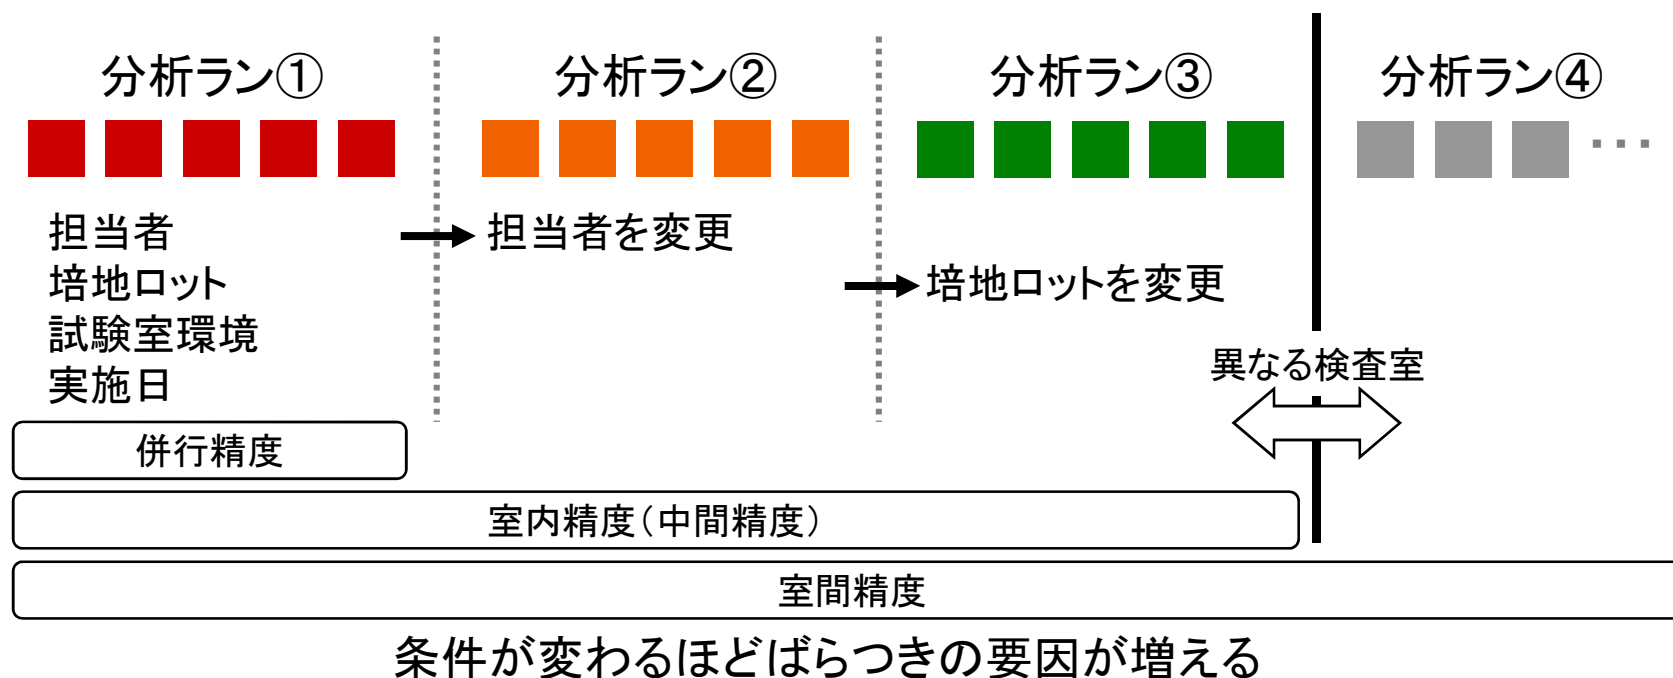 分析ラン①
分析ラン②
分析ラン③
分析ラン④
担当者
培地ロット
試験室環境
実施日
担当者を変更
培地ロットを変更
異なる検査室
併行精度
室内精度(中間精度)
室間精度
条件が変わるほどばらつきの要因が増える